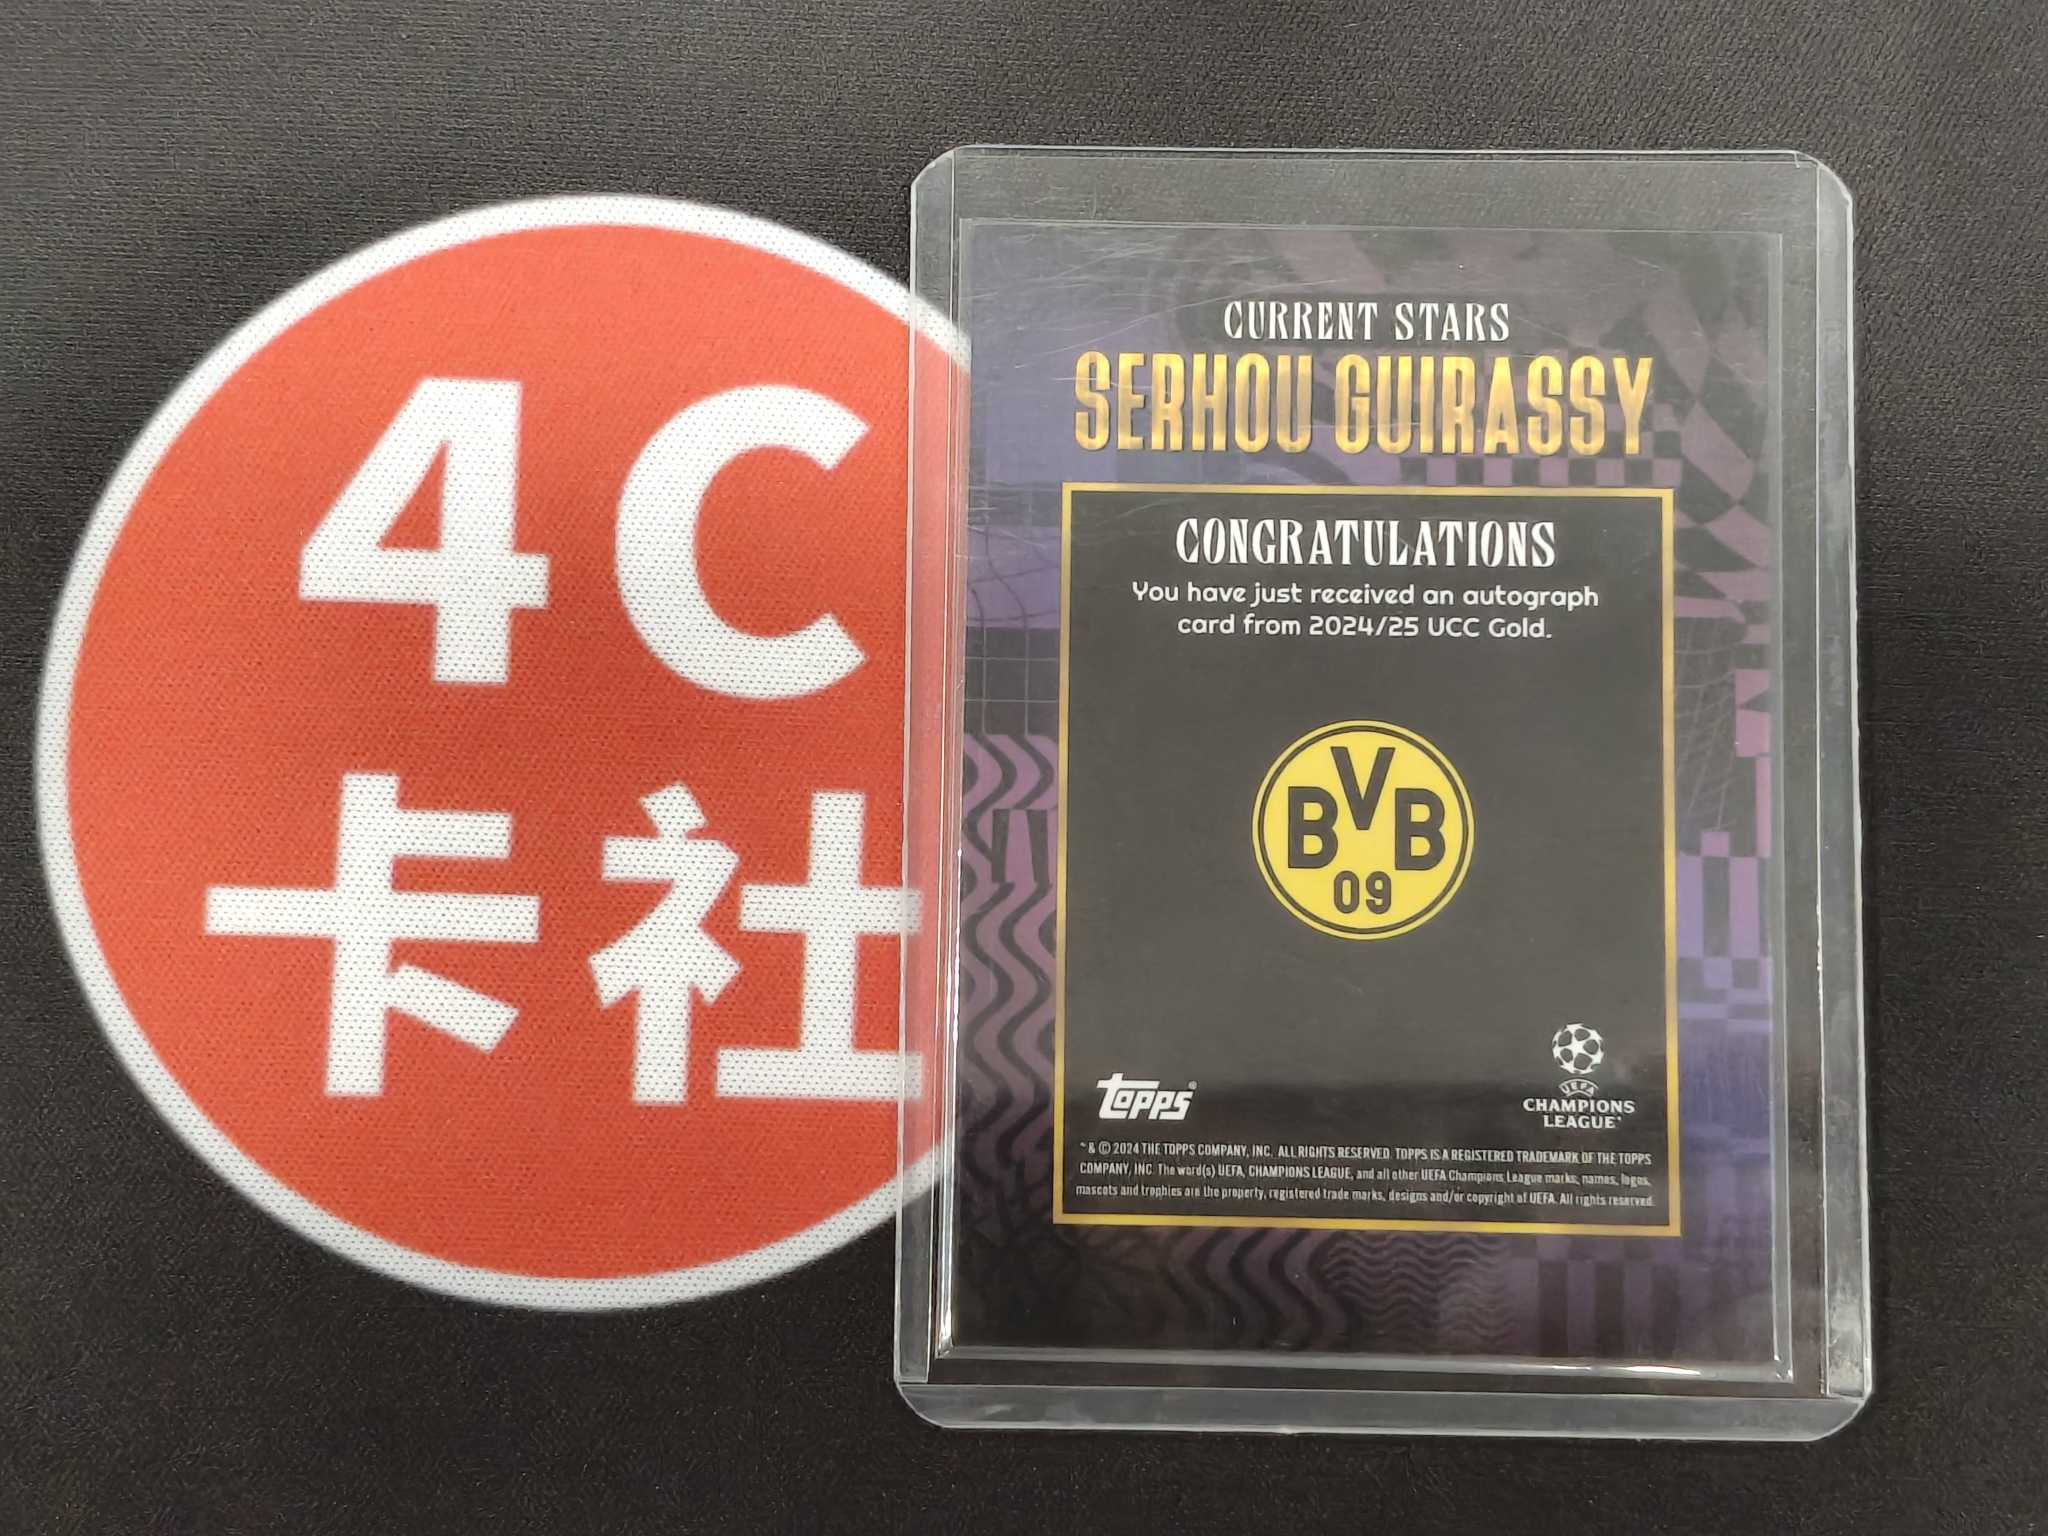 4C
卡社
CURRENT STARS
SERHOU GUIRASSY
CONGRATULATIONS
You have just received an autograph
card from 2024/25 UCC Gold.
BVB
09
topps®
UEFA
CHAMPIONS
LEAGUE
™ & © 2024 THE TOPPS COMPANY, INC. ALL RIGHTS RESERVED. TOPPS IS A REGISTERED TRADEMARK OF THE TOPPS
COMPANY, INC. The word(s) UEFA, CHAMPIONS LEAGUE, and all other UEFA Champions League marks, names, logos,
mascots and trophies are the property, registered trade marks, designs and/or copyright of UEFA. All rights reserved.